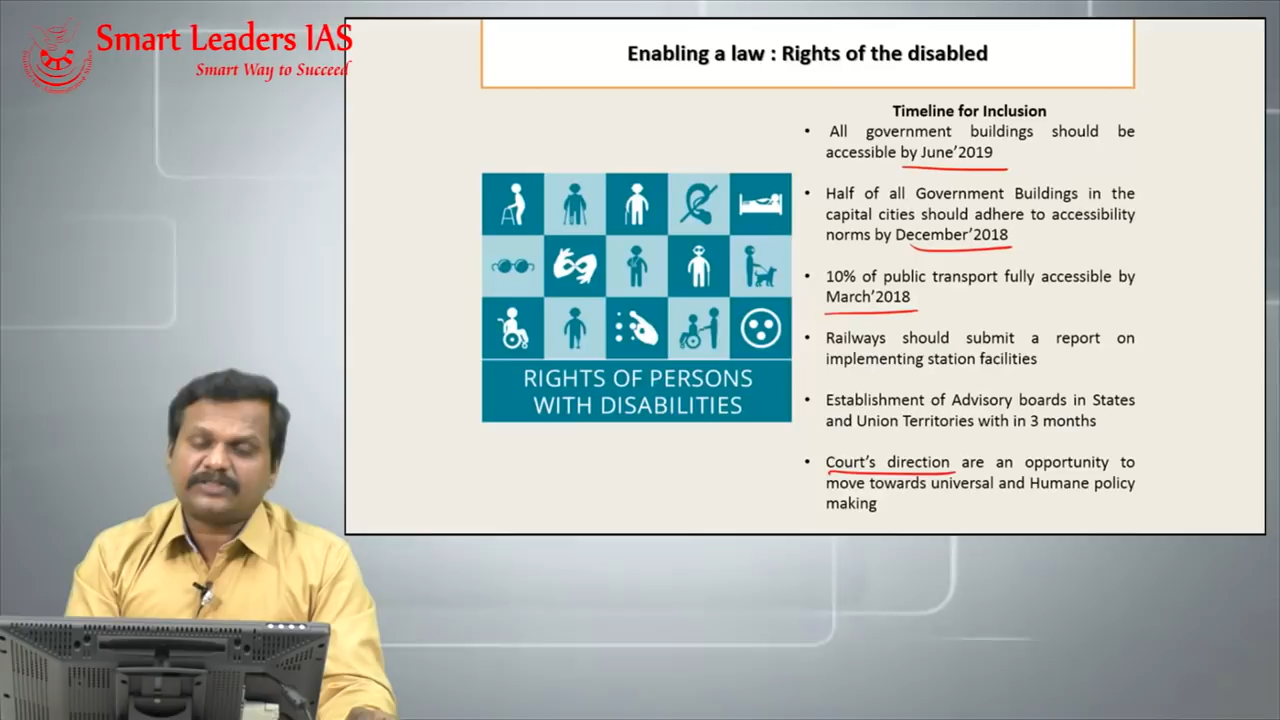 Smart Leaders IAS
Smart Way to Succeed
Enabling a law : Rights of the disabled
Timeline for Inclusion
• All government buildings should be
accessible by June'2019
• Half of all Government Buildings in the
capital cities should adhere to accessibility
norms by December'2018
• 10% of public transport fully accessible by
March'2018
• Railways should submit a report on
implementing station facilities
• Establishment of Advisory boards in States
and Union Territories with in 3 months
• Court's direction are an opportunity to
move towards universal and Humane policy
making
RIGHTS OF PERSONS
WITH DISABILITIES